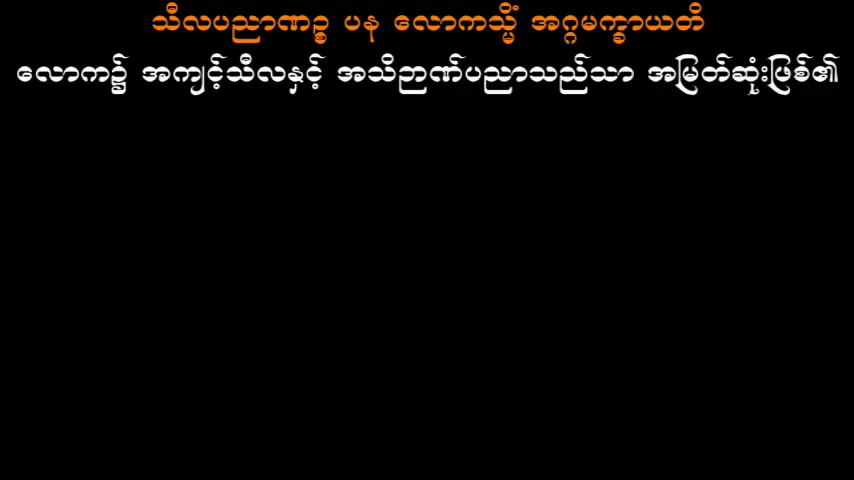 သီလပညာဏဉ္စ ပန လောကသ္မိံ အဂ္ဂမက္ခာယတိ
လောက၌ အကျင့်သီလနှင့် အသိဉာဏ်ပညာသည်သာ အမြတ်ဆုံးဖြစ်၏